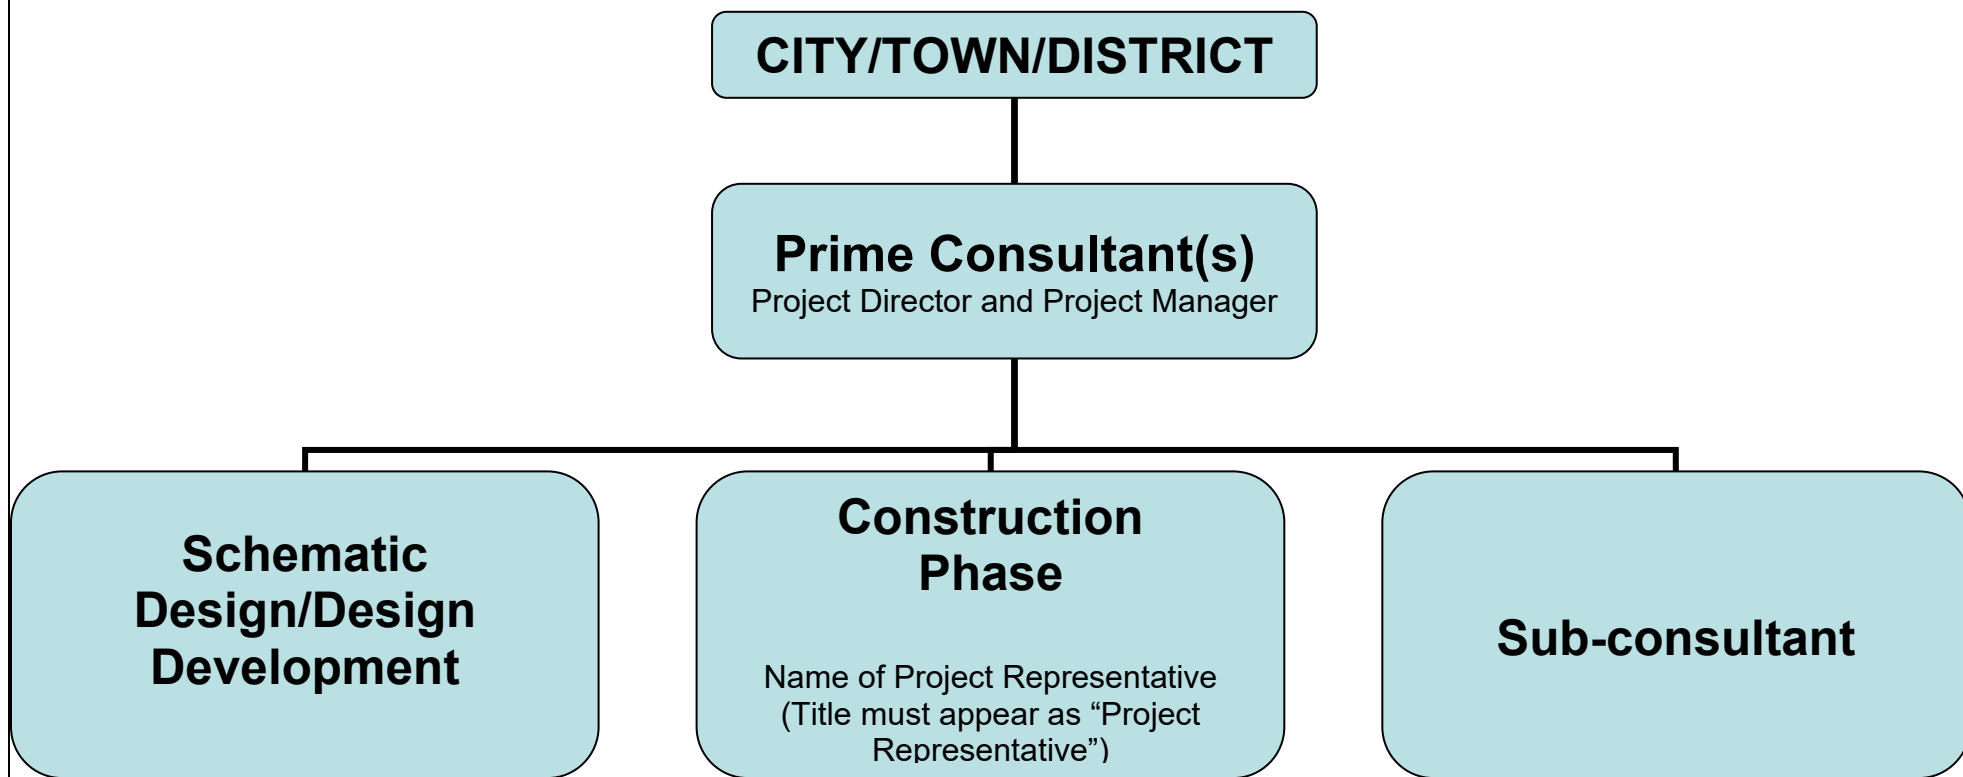 CITY/TOWN/DISTRICT
Prime Consultant(s)
Project Director and Project Manager
Schematic
Design/Design
Development
Construction
Phase
Name of Project Representative
(Title must appear as “Project
Representative”)
Sub-consultant